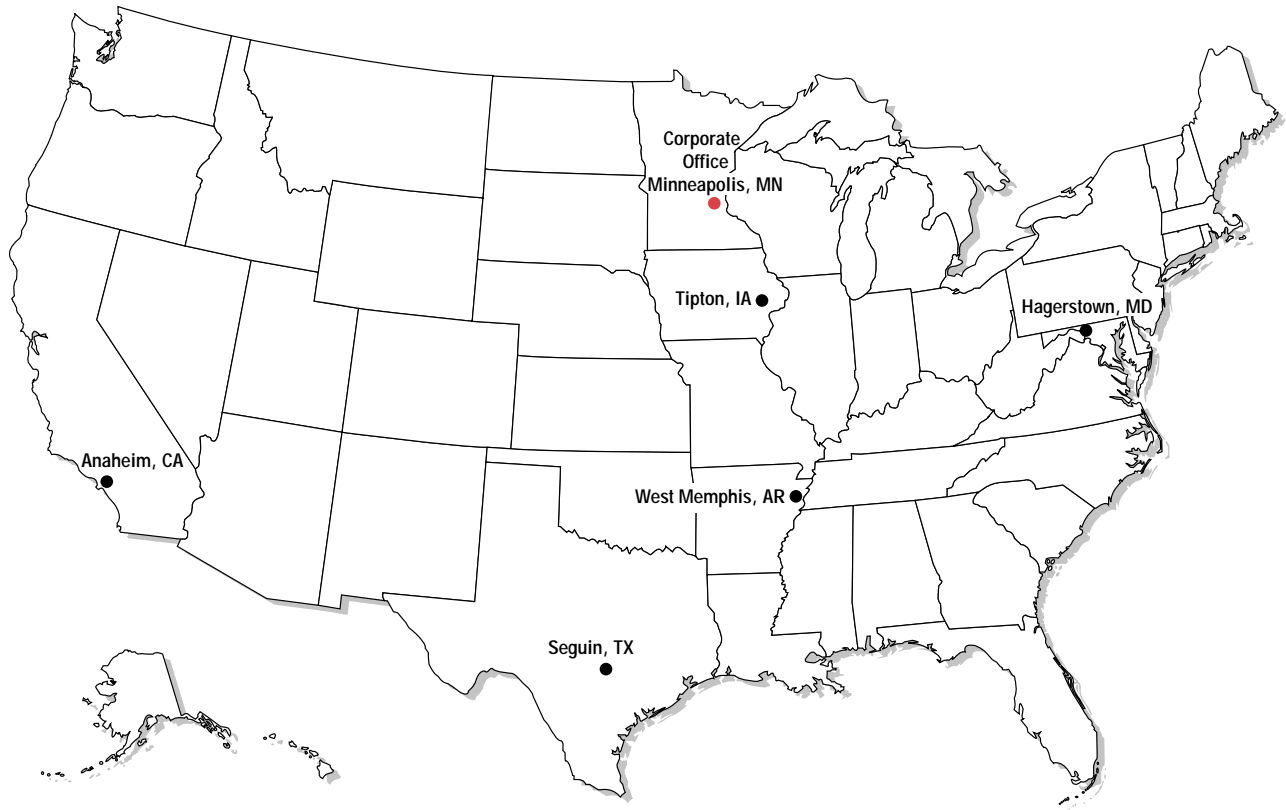 Corporate
Office
Minneapolis, MN
Tipton, IA
Hagerstown, MD
Anaheim, CA
West Memphis, AR
Seguin, TX